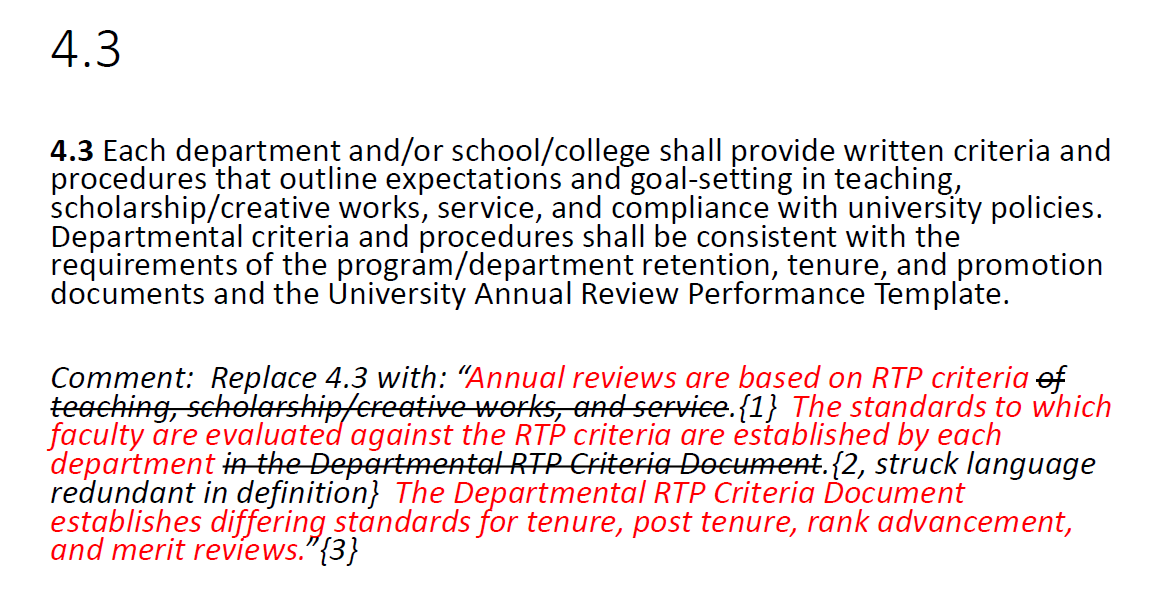 4.3
4.3 Each department and/or school/college shall provide written criteria and
procedures that outline expectations and goal-setting in teaching,
scholarship/creative works, service, and compliance with university policies.
Departmental criteria and procedures shall be consistent with the
requirements of the program/department retention, tenure, and promotion
documents and the University Annual Review Performance Template.
Comment:  Replace 4.3 with: “Annual reviews are based on RTP criteria of
teaching, scholarship/creative works, and service.{1}  The standards to which
faculty are evaluated against the RTP criteria are established by each
department in the Departmental RTP Criteria Document.{2, struck language
redundant in definition}  The Departmental RTP Criteria Document
establishes differing standards for tenure, post tenure, rank advancement,
and merit reviews.”{3}